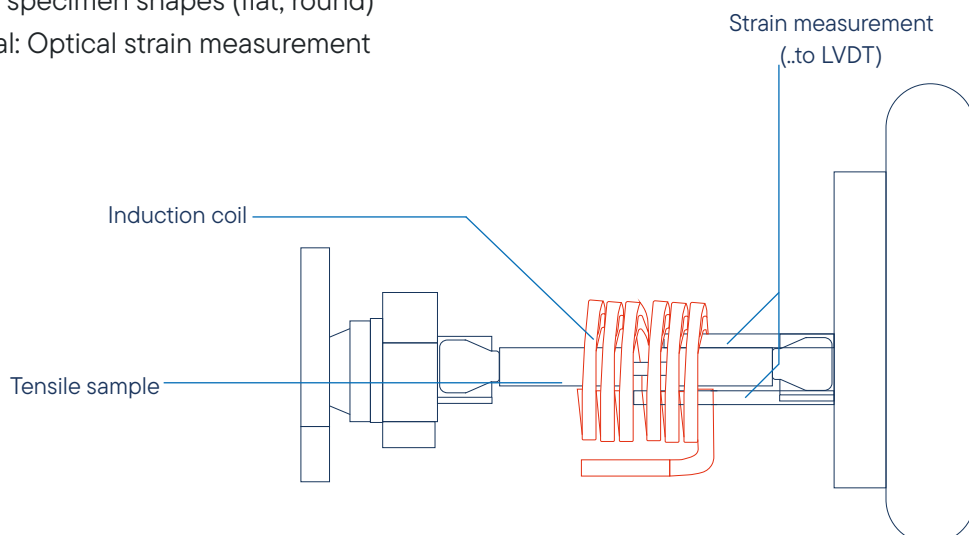 specimen shapes (flat, round)
al: Optical strain measurement
Strain measurement
(..to LVDT)
Induction coil
Tensile sample